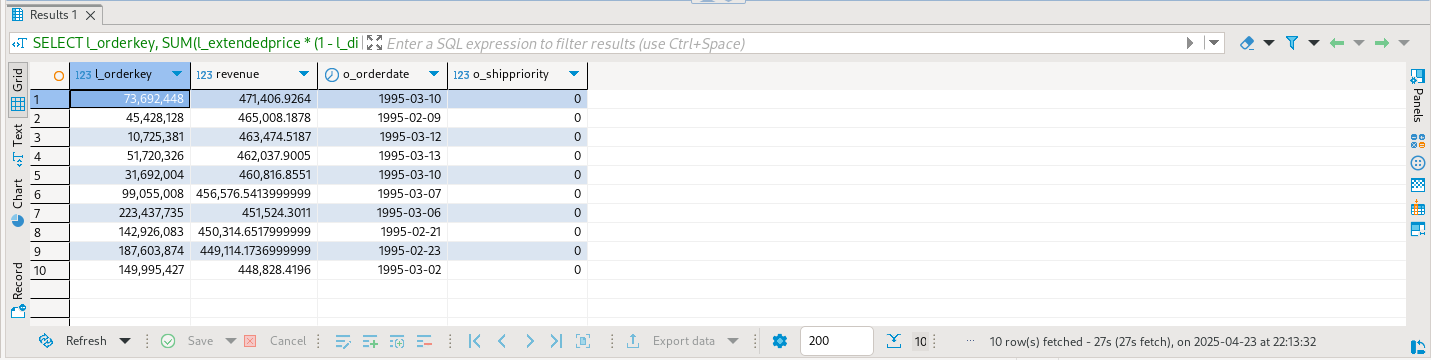 Results 1
SELECT l_orderkey, SUM(l_extendedprice * (1 - l_di Enter a SQL expression to filter results (use Ctrl+Space)
Grid
Text
Chart
Record
123 l_orderkey 123 revenue o_orderdate 123 o_shippriority
1 73,692,448 471,406.9264 1995-03-10 0
2 45,428,128 465,008.1878 1995-02-09 0
3 10,725,381 463,474.5187 1995-03-12 0
4 51,720,326 462,037.9005 1995-03-13 0
5 31,692,004 460,816.8551 1995-03-10 0
6 99,055,008 456,576.5413999999 1995-03-07 0
7 223,437,735 451,524.3011 1995-03-06 0
8 142,926,083 450,314.6517999999 1995-02-21 0
9 187,603,874 449,114.1736999999 1995-02-23 0
10 149,995,427 448,828.4196 1995-03-02 0
Panels
Refresh Save Cancel Export data 200 10 ... 10 row(s) fetched - 27s (27s fetch), on 2025-04-23 at 22:13:32